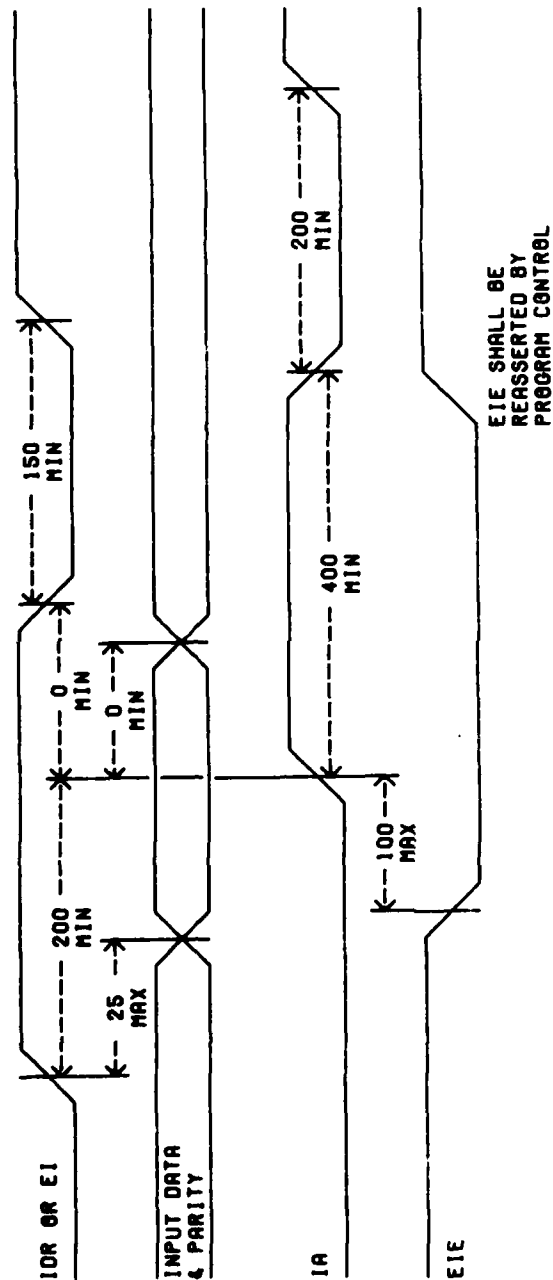 IDR OR EI
200
MIN
0
MIN
150
MIN
25
MAX
0
MIN
INPUT DATA
& PARITY
IA
400
MIN
200
MIN
100
MAX
EIE
EIE SHALL BE
REASSERTED BY
PROGRAM CONTROL